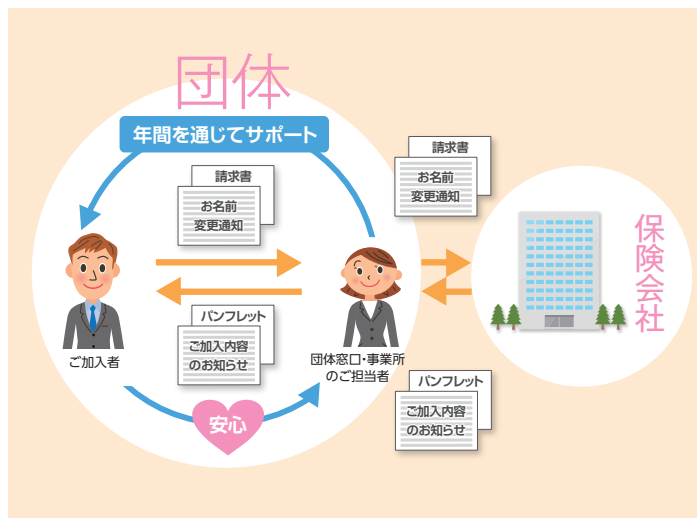 団体
年間を通じてサポート
請求書
お名前
変更通知
請求書
お名前
変更通知
保険会社
パンフレット
ご加入内容
のお知らせ
ご加入者
団体窓口・事業所
のご担当者
パンフレット
ご加入内容
のお知らせ
安心